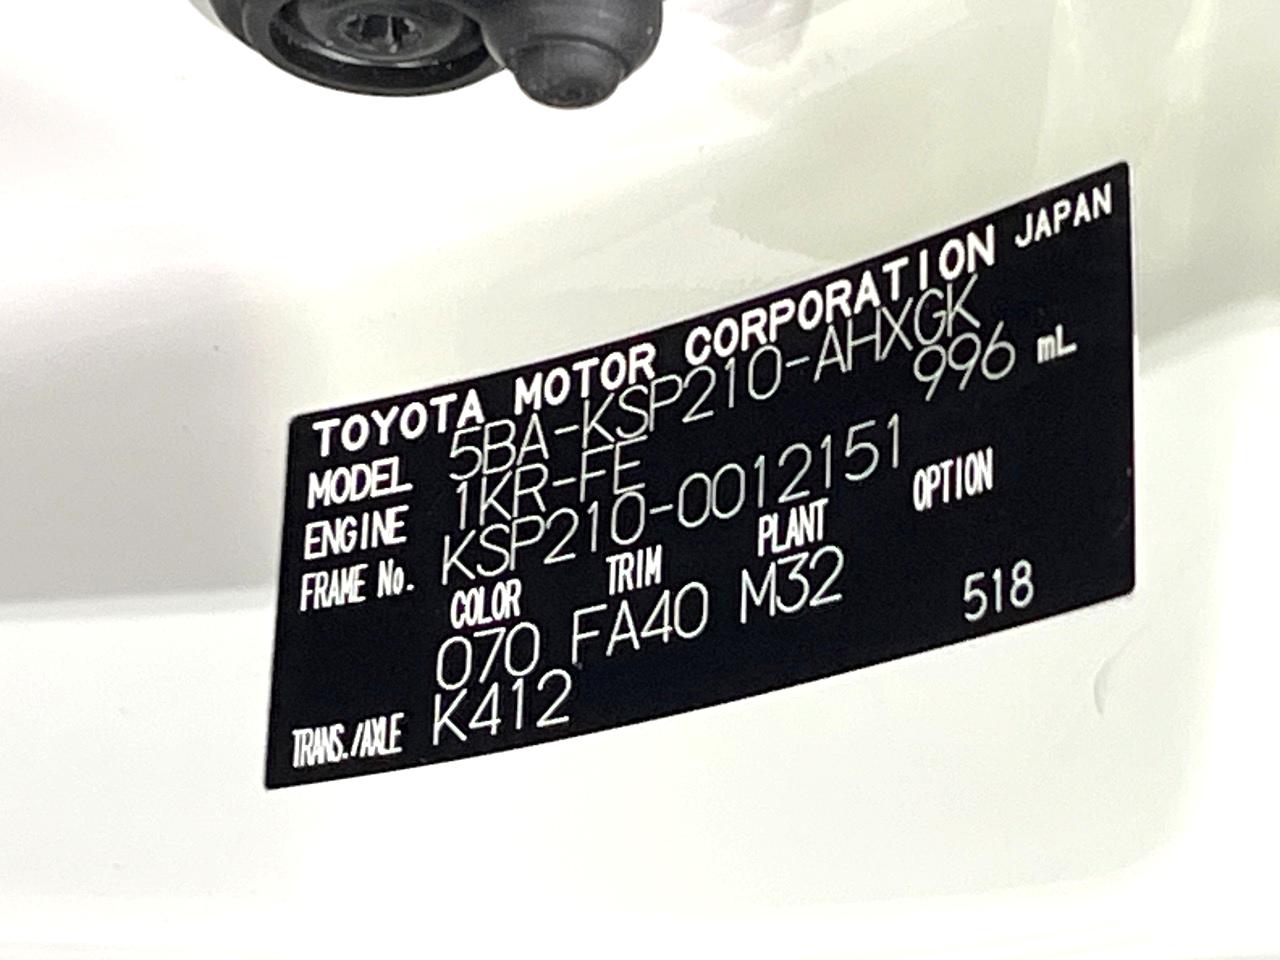 TOYOTA MOTOR CORPORATION JAPAN
MODEL 5BA-KSP210-AHXGK
ENGINE 1KR-FE 996 mL
FRAME No. KSP210-0012151
COLOR TRIM PLANT OPTION
070 FA40 M32 518
TRANS./AXLE K412